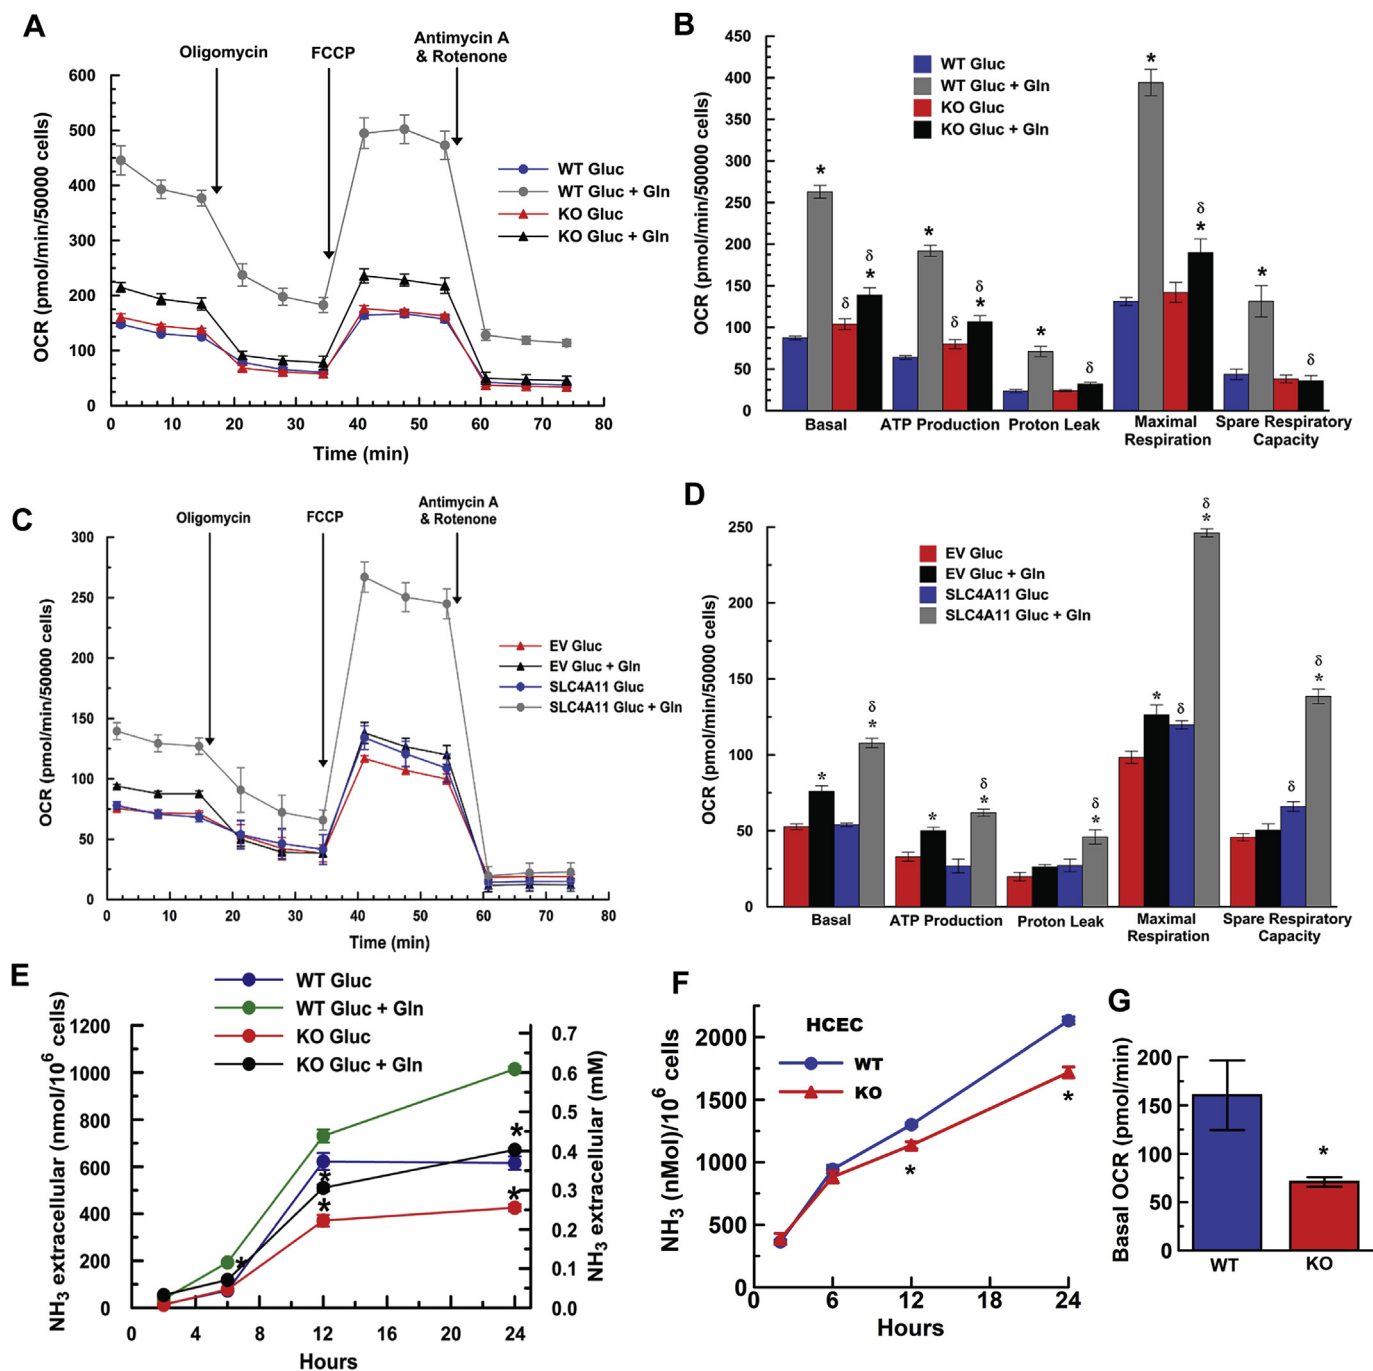 A
Oligomycin
FCCP
Antimycin A
& Rotenone
OCR (pmol/min/50000 cells)
600
500
400
300
200
100
0
0 10 20 30 40 50 60 70 80
Time (min)
WT Gluc
WT Gluc + Gln
KO Gluc
KO Gluc + Gln
B
OCR (pmol/min/50000 cells)
450
400
350
300
250
200
150
100
50
0
WT Gluc
WT Gluc + Gln
KO Gluc
KO Gluc + Gln
* δ δ *
* δ δ *
* δ
* δ *
* δ
Basal
ATP Production
Proton Leak
Maximal
Respiration
Spare Respiratory
Capacity
C
Oligomycin
FCCP
Antimycin A
& Rotenone
OCR (pmol/min/50000 cells)
300
250
200
150
100
50
0
0 10 20 30 40 50 60 70 80
Time (min)
EV Gluc
EV Gluc + Gln
SLC4A11 Gluc
SLC4A11 Gluc + Gln
D
OCR (pmol/min/50000 cells)
250
200
150
100
50
0
EV Gluc
EV Gluc + Gln
SLC4A11 Gluc
SLC4A11 Gluc + Gln
* δ *
* δ *
δ *
* δ δ *
δ δ *
Basal
ATP Production
Proton Leak
Maximal
Respiration
Spare Respiratory
Capacity
E
WT Gluc
WT Gluc + Gln
KO Gluc
KO Gluc + Gln
NH₃ extracellular (nmol/10⁶ cells)
1200
1000
800
600
400
200
0
0 4 8 12 16 20 24
Hours
0.7
0.6
0.5
0.4
0.3
0.2
0.1
0.0
NH₃ extracellular (mM)
* * * * *
F
HCEC
WT
KO
NH₃ (nMol)/10⁶ cells
2000
1500
1000
500
0
0 6 12 18 24
Hours
* *
G
Basal OCR (pmol/min)
200
150
100
50
0
*
WT
KO